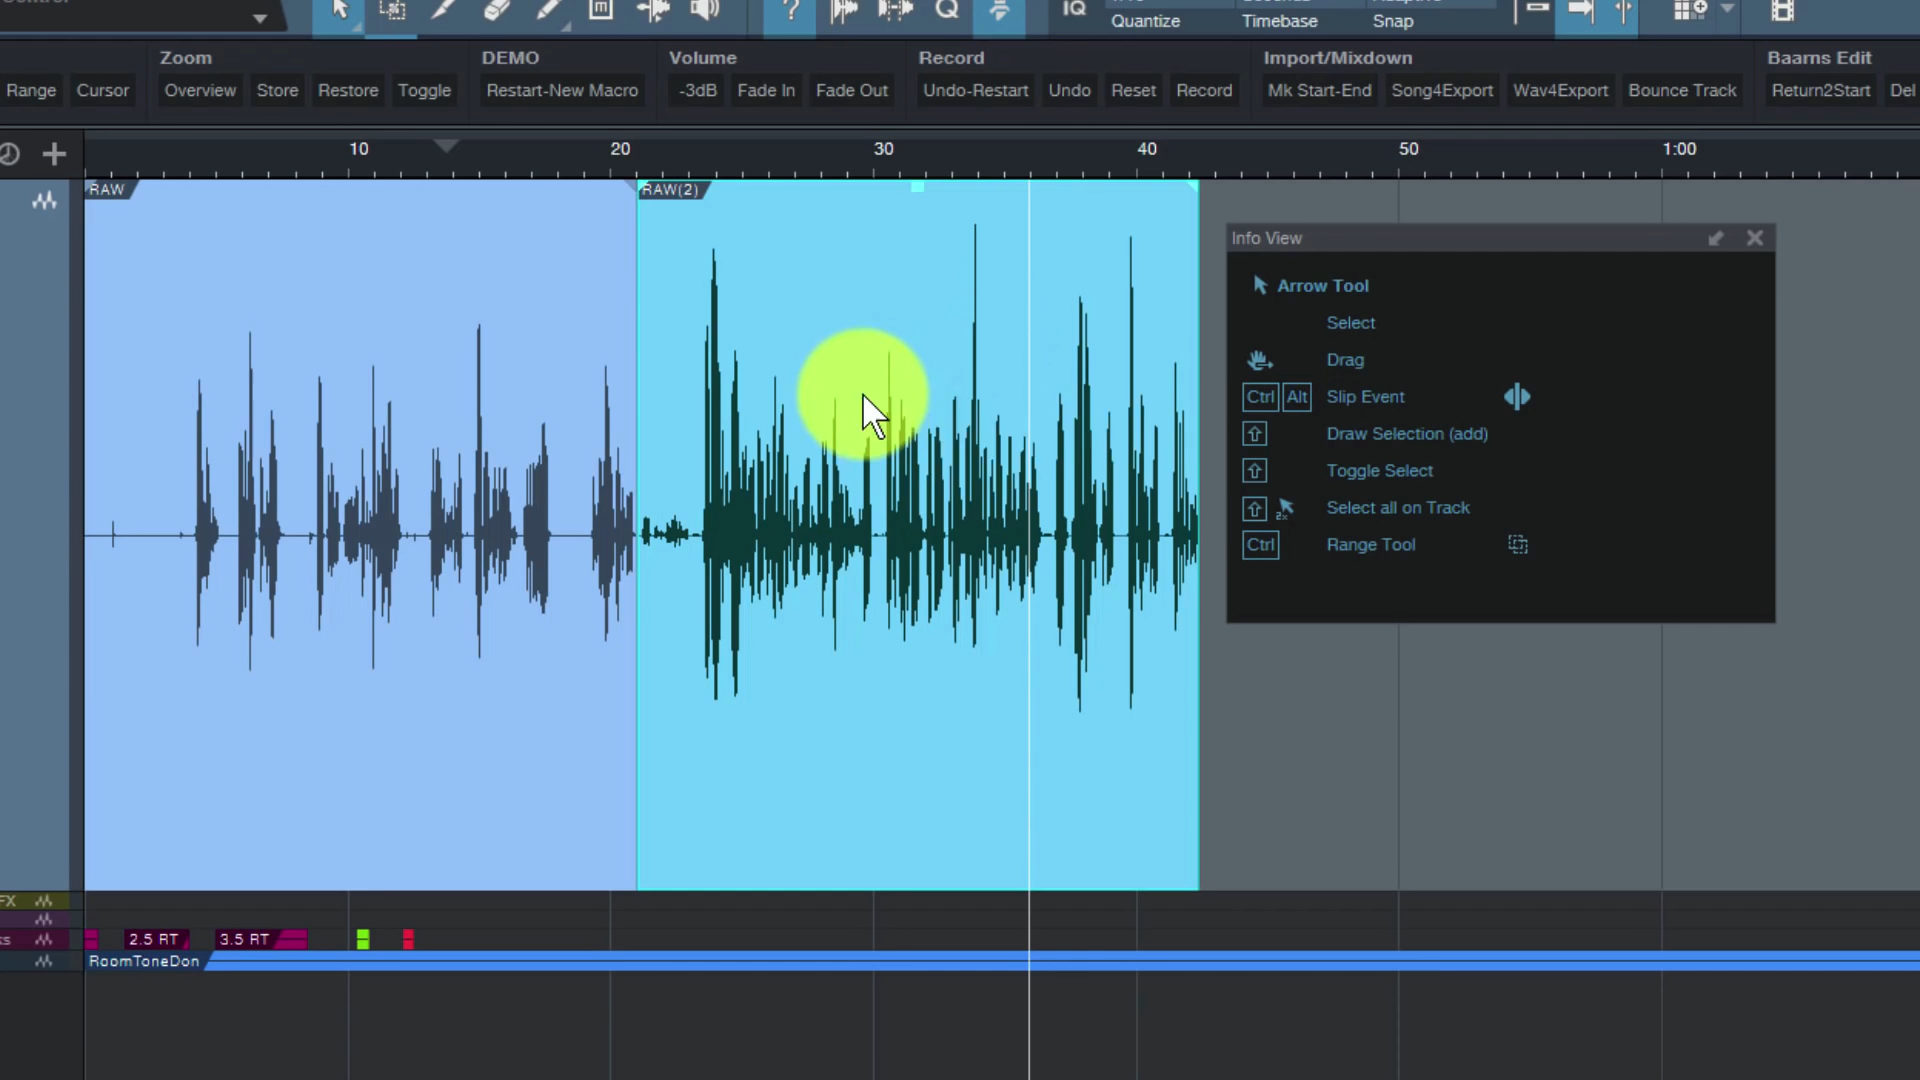 IQ
Quantize Timebase Snap
Zoom DEMO Volume Record Import/Mixdown Baams Edit
Range Cursor Overview Store Restore Toggle Restart-New Macro -3dB Fade In Fade Out Undo-Restart Undo Reset Record Mk Start-End Song4Export Wav4Export Bounce Track Return2Start Del
10 20 30 40 50 1:00
RAW RAW(2)
Info View
Arrow Tool
Select
Drag
Ctrl Alt Slip Event
Draw Selection (add)
Toggle Select
2x Select all on Track
Ctrl Range Tool
FX
ks 2.5 RT 3.5 RT
RoomToneDon